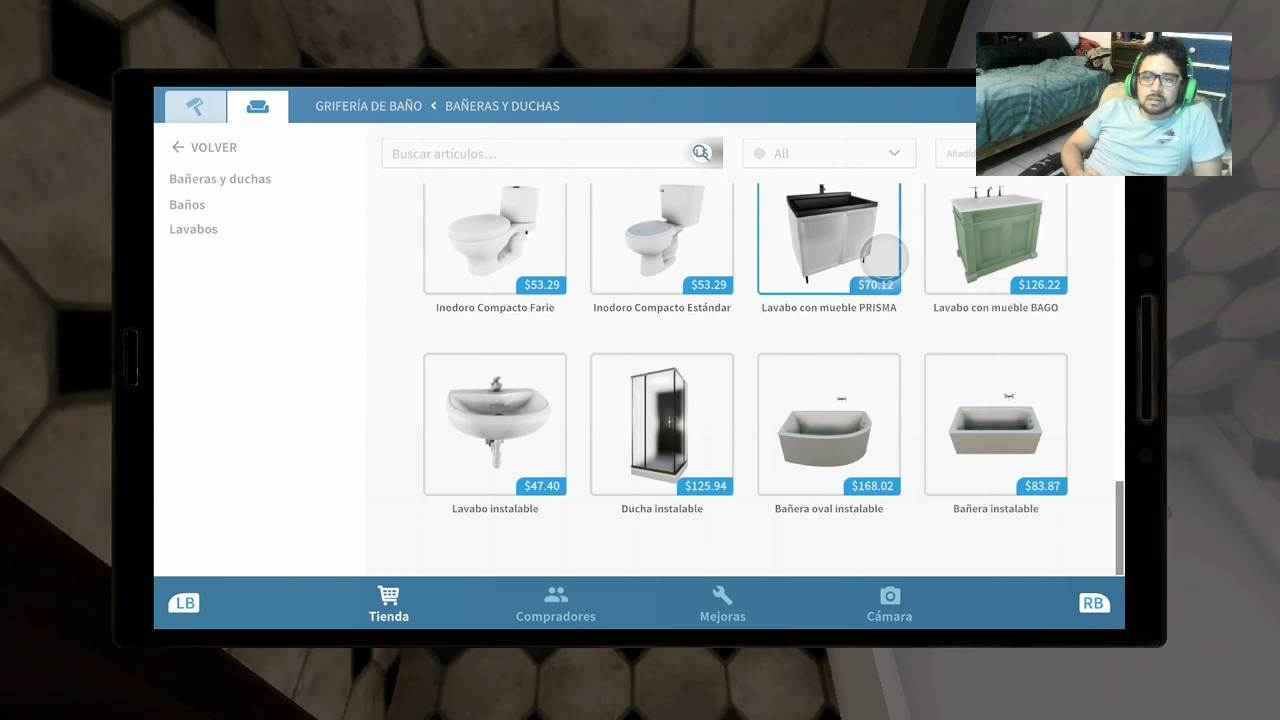 GRIFERÍA DE BAÑO < BAÑERAS Y DUCHAS
VOLVER
Bañeras y duchas
Baños
Lavabos
Buscar artículos...
All
Añadid
$53.29
$53.29
$70.12
$126.22
Inodoro Compacto Farie
Inodoro Compacto Estándar
Lavabo con mueble PRISMA
Lavabo con mueble BAGO
$47.40
$125.94
$168.02
$83.87
Lavabo instalable
Ducha instalable
Bañera oval instalable
Bañera instalable
LB
Tienda
Compradores
Mejoras
Cámara
RB